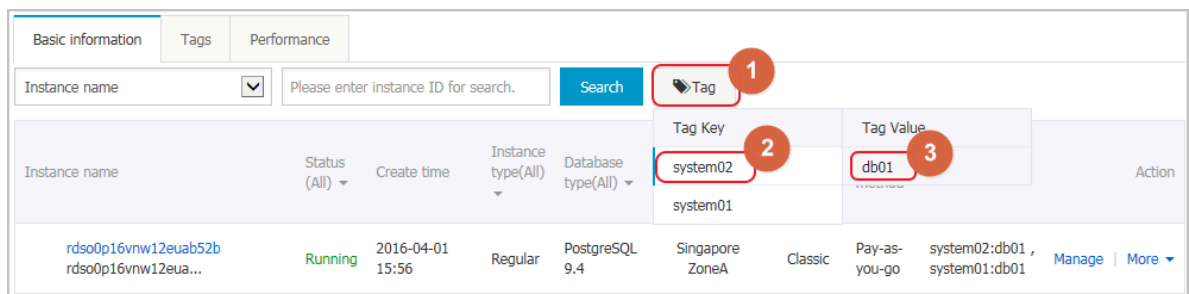 Basic information Tags Performance
Instance name Please enter instance ID for search. Search Tag 1
Tag Key Tag Value
Instance name Status (All) Create time Instance type(All) Database type(All) system02 2 db01 3 Action
system01
rdso0p16vnw12euab52b
rdso0p16vnw12eua... Running 2016-04-01 15:56 Regular PostgreSQL 9.4 Singapore ZoneA Classic Pay-as-you-go system02:db01 , system01:db01 Manage | More